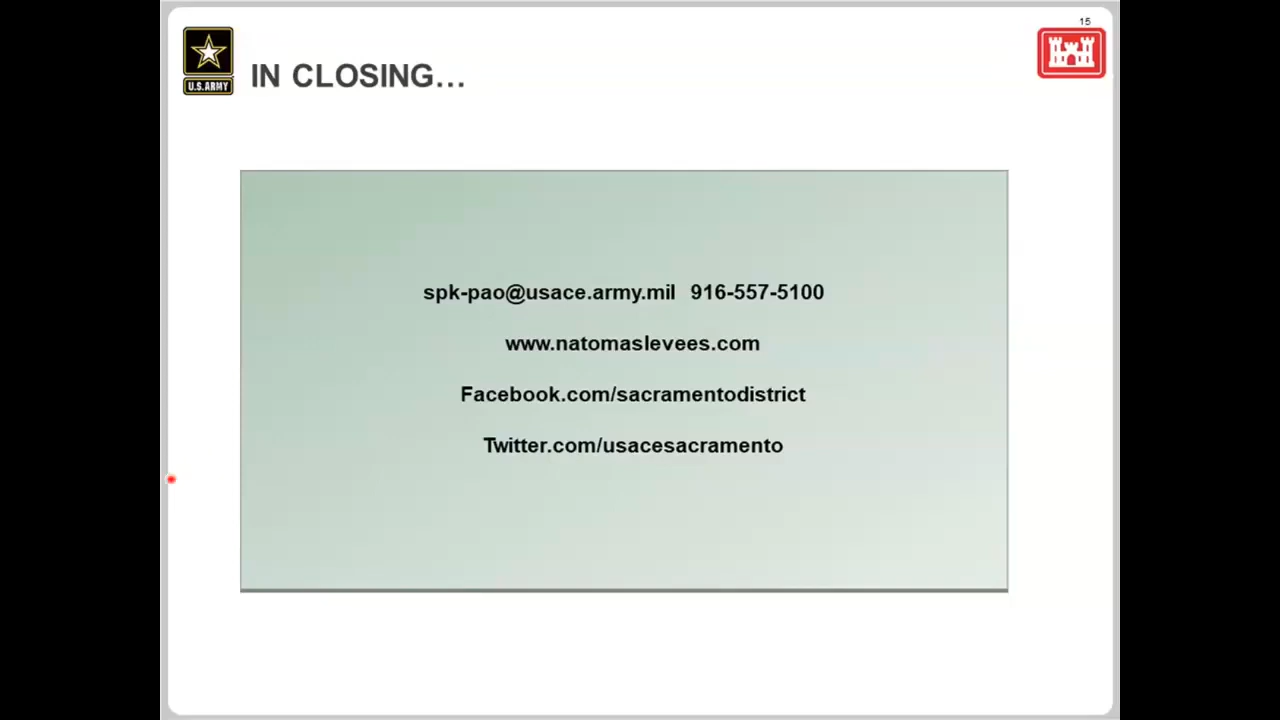 15
U.S.ARMY
IN CLOSING...
spk-pao@usace.army.mil 916-557-5100
www.natomaslevees.com
Facebook.com/sacramentodistrict
Twitter.com/usacesacramento